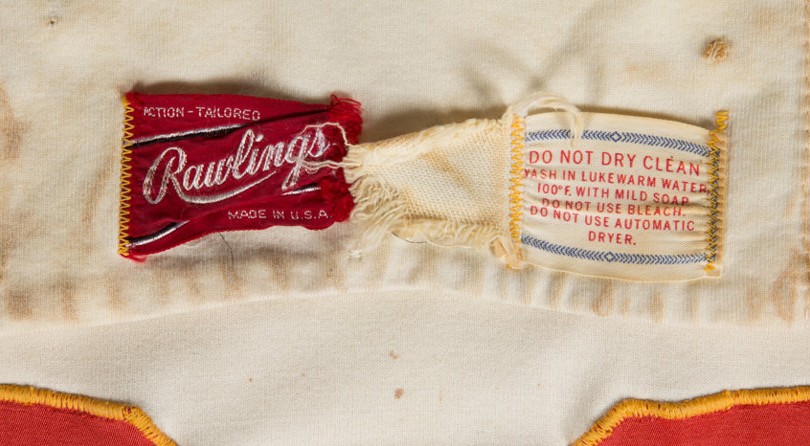 ACTION-TAILORED
Rawlings
MADE IN U.S.A.
DO NOT DRY CLEAN
WASH IN LUKEWARM WATER,
100°F. WITH MILD SOAP
DO NOT USE BLEACH.
DO NOT USE AUTOMATIC
DRYER.